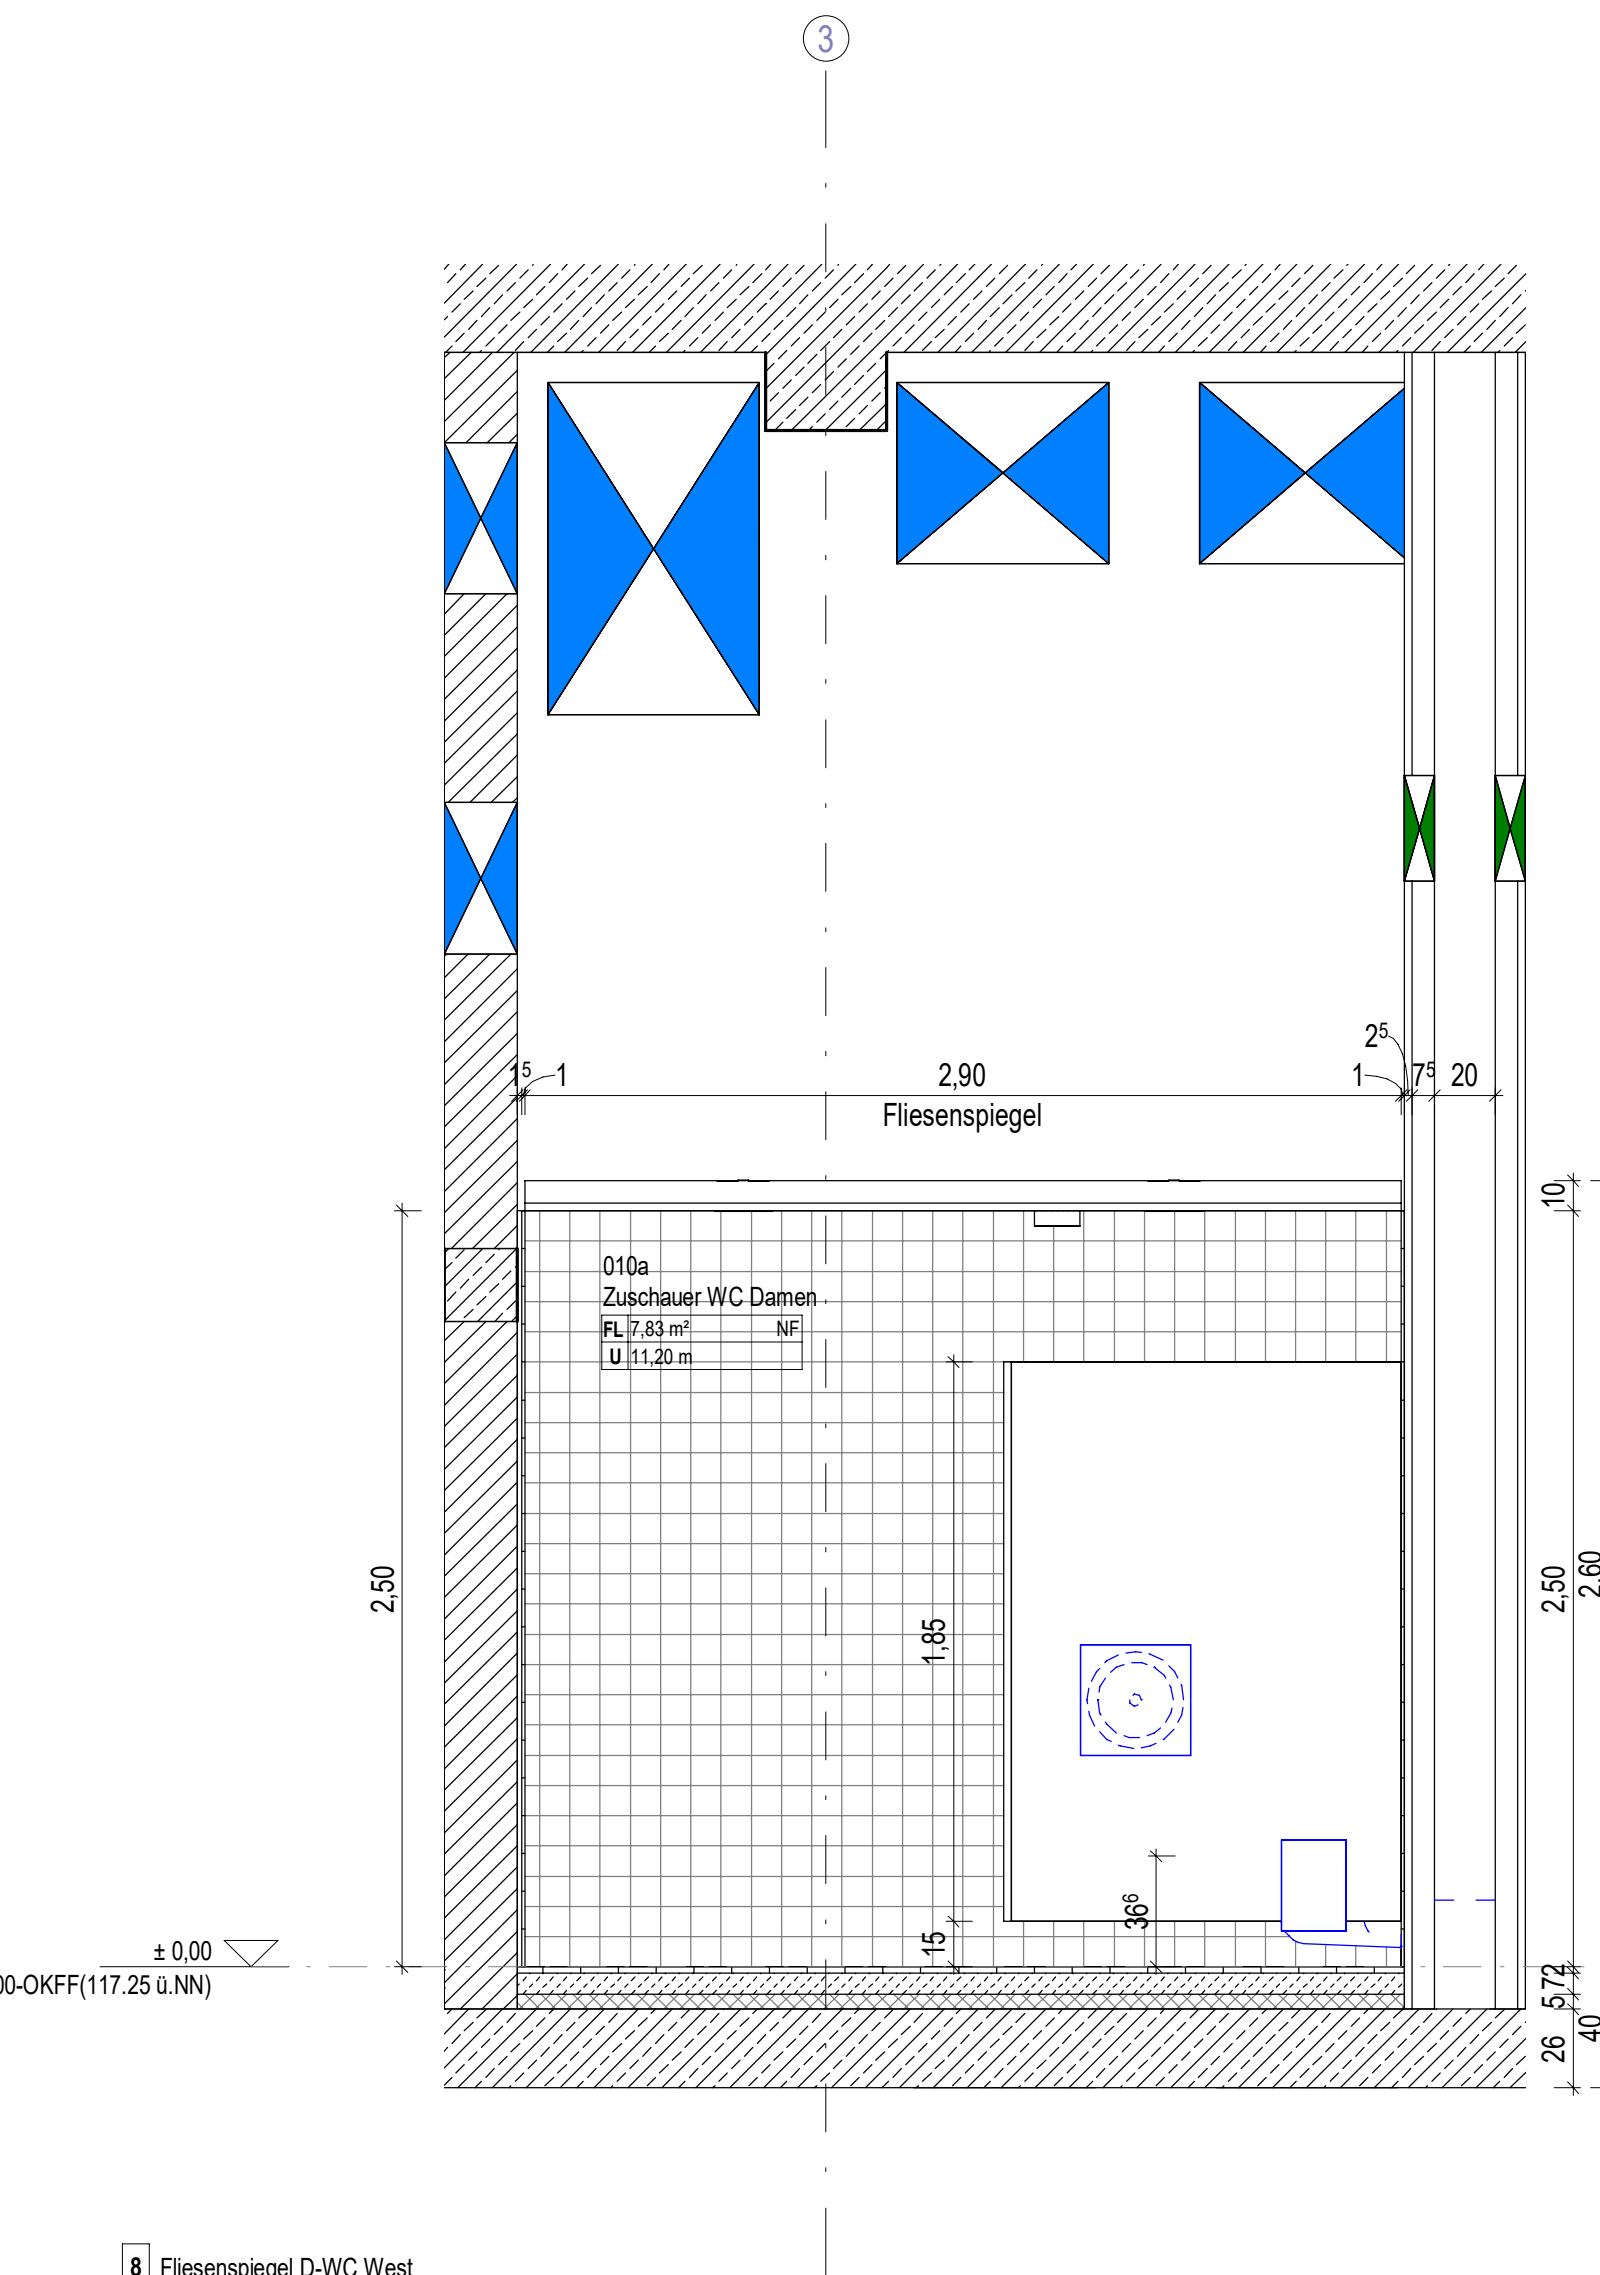 3
2⁵
1⁵ 1 2,90 1 7⁵ 20
Fliesenspiegel
10
010a
Zuschauer WC Damen
FL 7,83 m² NF
U 11,20 m
2,50
1,85
2,50
2,60
36⁶
15
± 0,00
00-OKFF(117.25 ü.NN)
2
7
5
26
40
8 Fliesenspiegel D-WC West